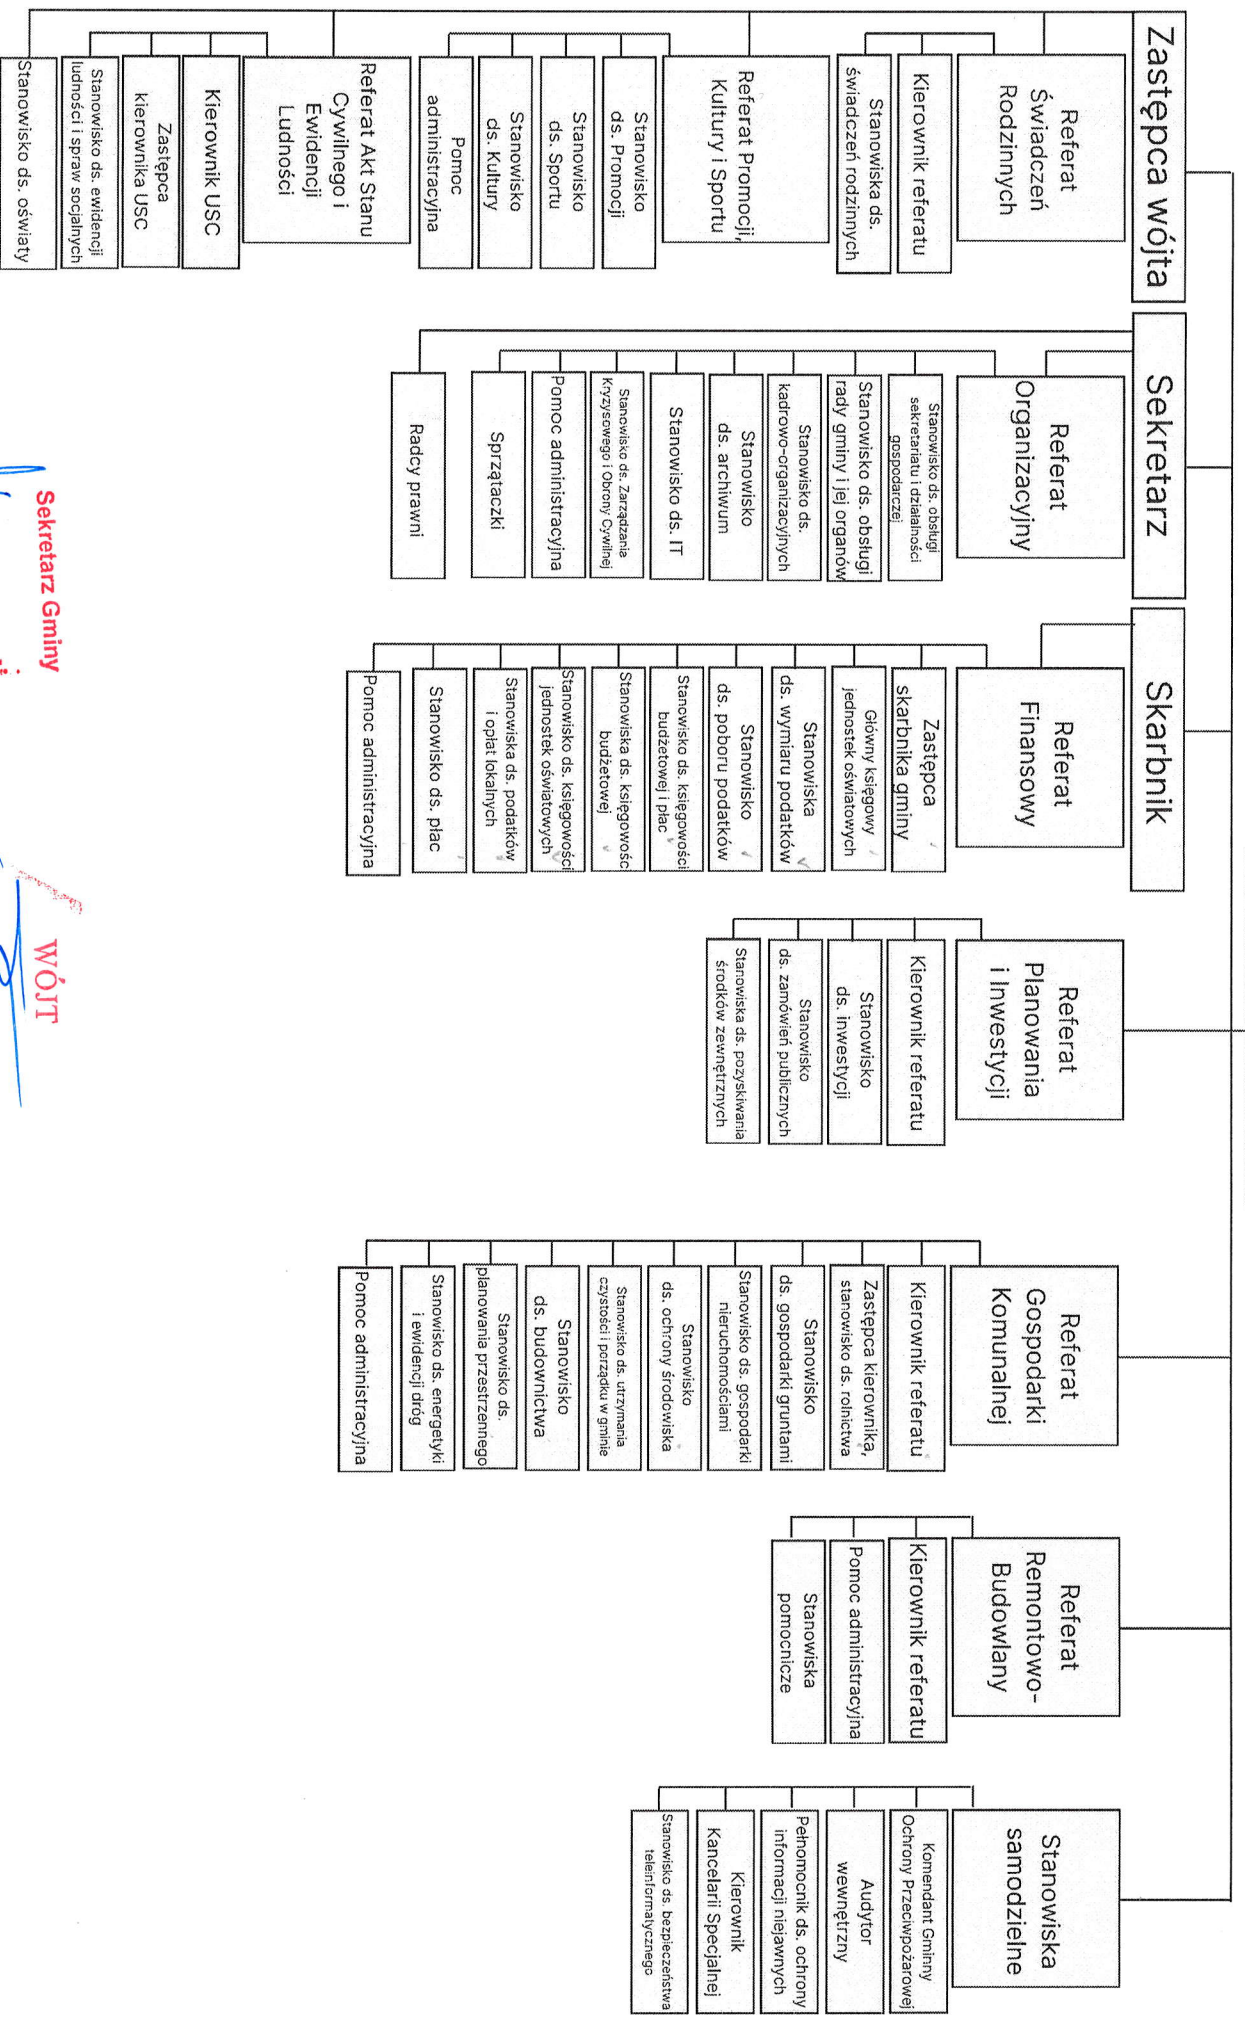 Zastępca wójta
Referat
Świadczeń
Rodzinnych
Kierownik referatu
Stanowiska ds.
świadczeń rodzinnych
Referat Promocji,
Kultury i Sportu
Stanowisko
ds. Promocji
Stanowisko
ds. Sportu
Stanowisko
ds. Kultury
Pomoc
administracyjna
Referat Akt Stanu
Cywilnego i
Ewidencji
Ludności
Kierownik USC
Zastępca
kierownika USC
Stanowisko ds. ewidencji
ludności i spraw socjalnych
Stanowisko ds. oświaty
Sekretarz
Referat
Organizacyjny
Stanowisko ds. obsługi
sekretariatu i działalności
gospodarczej
Stanowisko ds. obsługi
rady gminy i jej organów
Stanowisko ds.
kadrowo-organizacyjnych
Stanowisko
ds. archiwum
Stanowisko ds. IT
Stanowisko ds. Zarządzania
Kryzysowego i Obrony Cywilnej
Pomoc administracyjna
Sprzątaczki
Radcy prawni
Skarbnik
Referat
Finansowy
Zastępca
skarbnika gminy
Główny księgowy
jednostek oświatowych
Stanowiska
ds. wymiaru podatków
Stanowisko
ds. poboru podatków
Stanowisko ds. księgowości
budżetowej i płac
Stanowiska ds. księgowośc
budżetowej
Stanowisko ds. księgowości
jednostek oświatowych
Stanowiska ds. podatków
i opłat lokalnych
Stanowisko ds. płac
Pomoc administracyjna
Referat
Planowania
i Inwestycji
Kierownik referatu
Stanowisko
ds. inwestycji
Stanowisko
ds. zamówień publicznych
Stanowiska ds. pozyskiwania
środków zewnętrznych
Referat
Gospodarki
Komunalnej
Kierownik referatu
Zastępca kierownika,
stanowisko ds. rolnictwa
Stanowisko
ds. gospodarki gruntami
Stanowisko ds. gospodarki
nieruchomościami
Stanowisko
ds. ochrony środowiska
Stanowisko ds. utrzymania
czystości i porządku w gminie
Stanowisko
ds. budownictwa
Stanowisko ds.
planowania przestrzennego
Stanowisko ds. energetyki
i ewidencji dróg
Pomoc administracyjna
Referat
Remontowo-
Budowlany
Kierownik referatu
Pomoc administracyjna
Stanowiska
pomocnicze
Stanowiska
samodzielne
Komendant Gminny
Ochrony Przeciwpożarowej
Audytor
wewnętrzny
Pełnomocnik ds. ochrony
informacji niejawnych
Kierownik
Kancelarii Specjalnej
Stanowisko ds. bezpieczeństwa
teleinformatycznego
Sekretarz Gminy
WÓJT